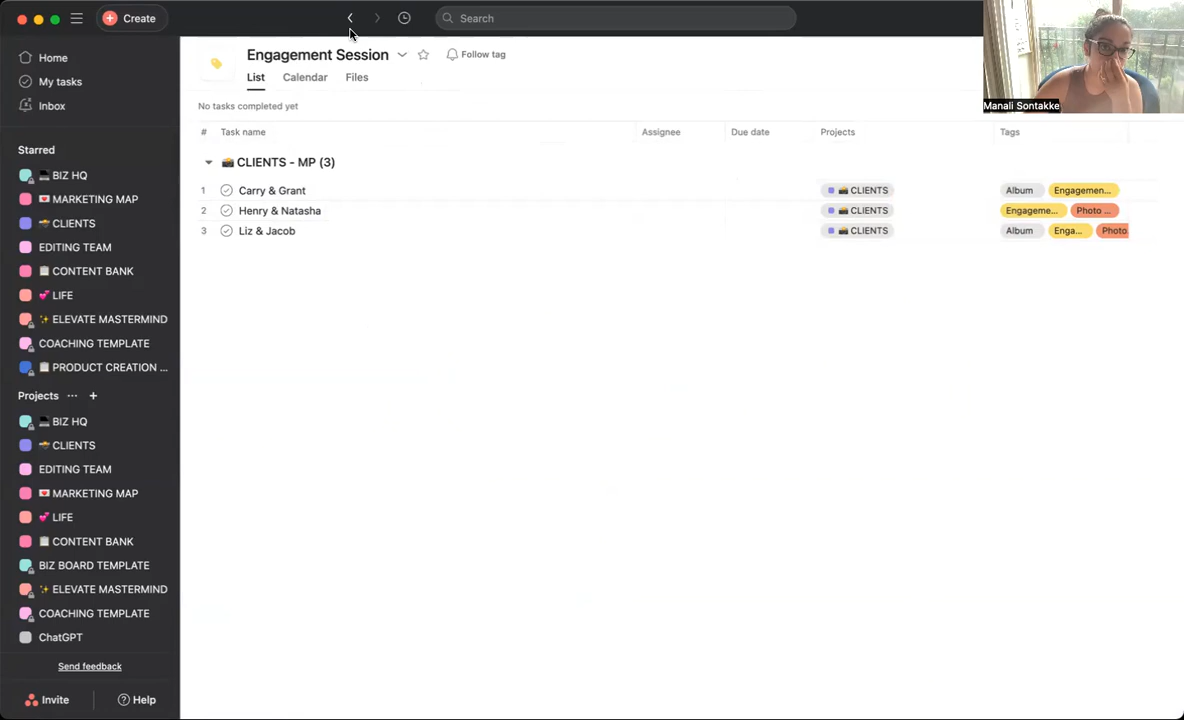 Create
Search
Home
My tasks
Inbox
Starred
BIZ HQ
MARKETING MAP
CLIENTS
EDITING TEAM
CONTENT BANK
LIFE
ELEVATE MASTERMIND
COACHING TEMPLATE
PRODUCT CREATION ...
Projects ... +
BIZ HQ
CLIENTS
EDITING TEAM
MARKETING MAP
LIFE
CONTENT BANK
BIZ BOARD TEMPLATE
ELEVATE MASTERMIND
COACHING TEMPLATE
ChatGPT
Send feedback
Invite
Help
Engagement Session
Follow tag
List Calendar Files
No tasks completed yet
# Task name Assignee Due date Projects Tags
CLIENTS - MP (3)
1 Carry & Grant CLIENTS Album Engagemen...
2 Henry & Natasha CLIENTS Engageme... Photo ...
3 Liz & Jacob CLIENTS Album Enga... Photo
Manali Sontakke